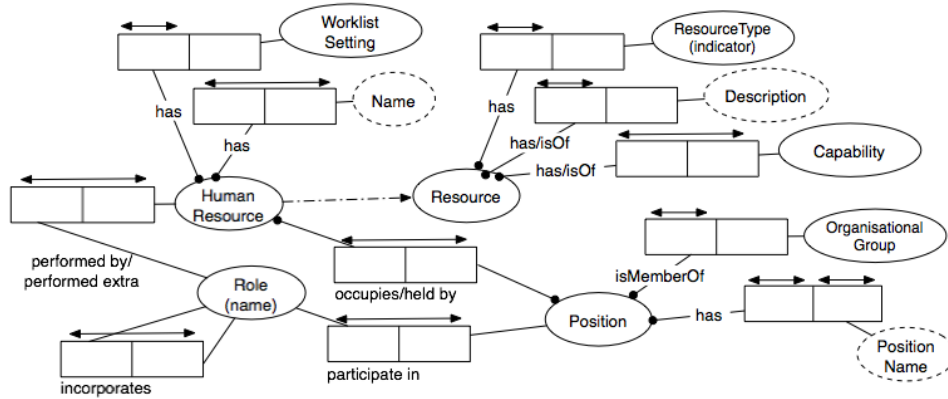 Worklist
Setting
ResourceType
(indicator)
Name
Description
has
has
has
has/isOf
has/isOf
Capability
Human
Resource
Resource
Organisational
Group
performed by/
performed extra
Role
(name)
occupies/held by
isMemberOf
Position
has
Position
Name
incorporates
participate in